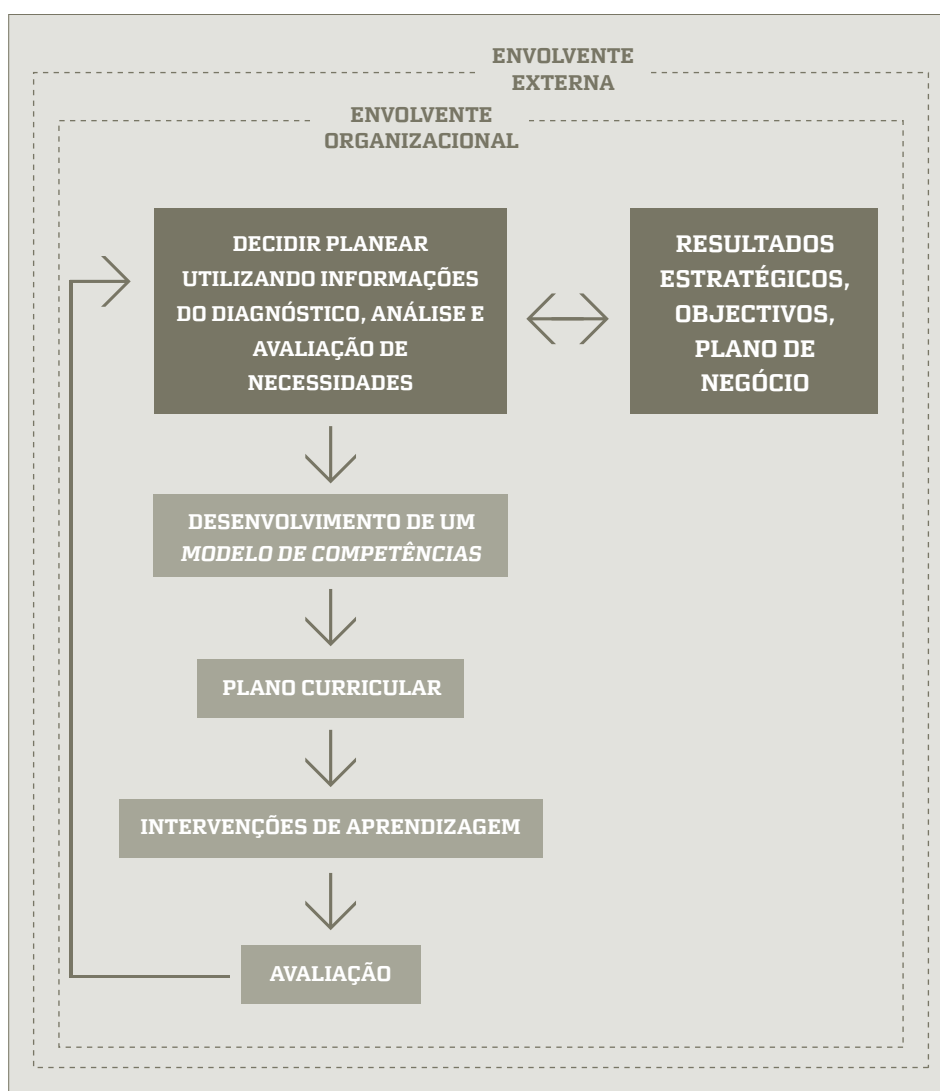 ENVOLVENTE
EXTERNA
ENVOLVENTE
ORGANIZACIONAL
DECIDIR PLANEAR
UTILIZANDO INFORMAÇÕES
DO DIAGNÓSTICO, ANÁLISE E
AVALIAÇÃO DE
NECESSIDADES
RESULTADOS
ESTRATÉGICOS,
OBJECTIVOS,
PLANO DE
NEGÓCIO
DESENVOLVIMENTO DE UM
MODELO DE COMPETÊNCIAS
PLANO CURRICULAR
INTERVENÇÕES DE APRENDIZAGEM
AVALIAÇÃO